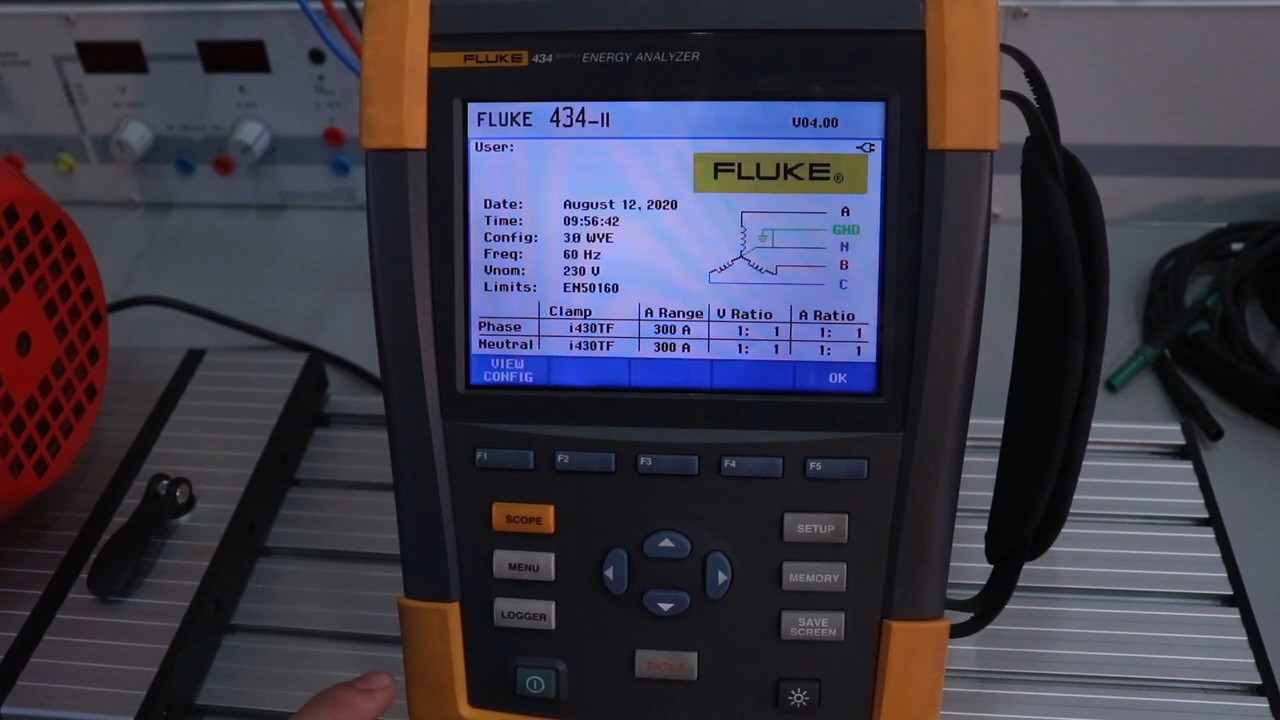 FLUKE 434 SERIES II ENERGY ANALYZER
FLUKE 434-II V04.00
User:
FLUKE®
Date: August 12, 2020
Time: 09:56:42
Config: 3Ø WYE
Freq: 60 Hz
Vnom: 230 V
Limits: EN50160
A
GND
N
B
C
Clamp A Range V Ratio A Ratio
Phase i430TF 300 A 1: 1 1: 1
Neutral i430TF 300 A 1: 1 1: 1
VIEW
CONFIG
OK
F1 F2 F3 F4 F5
SCOPE
SETUP
MENU
MEMORY
LOGGER
SAVE
SCREEN
ENTER